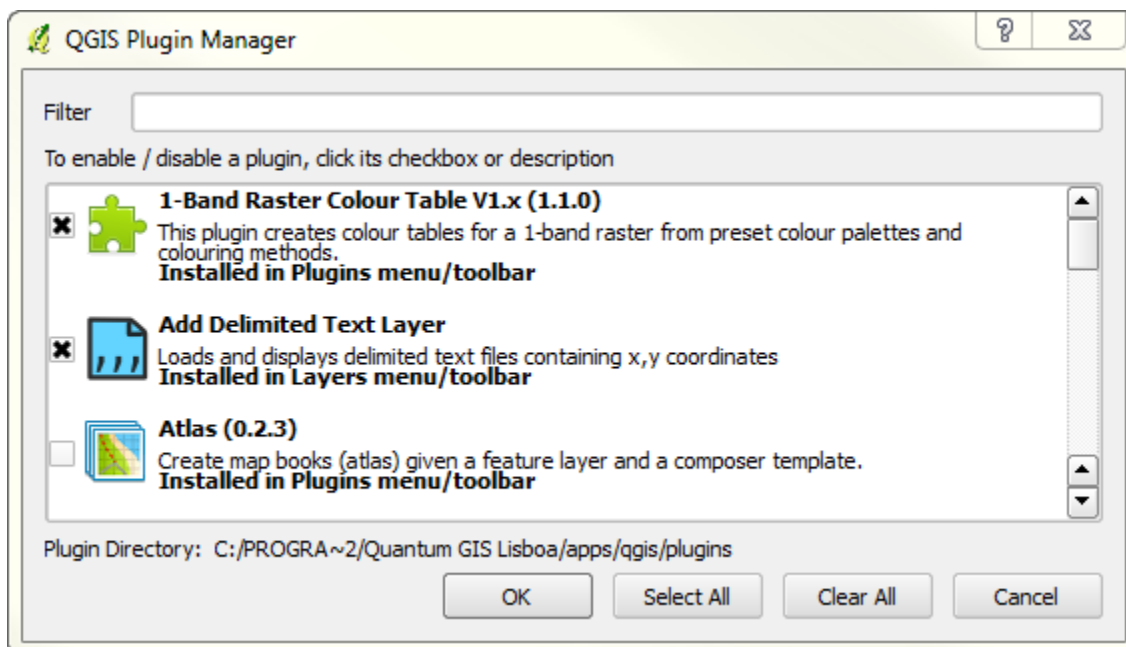 QGIS Plugin Manager
Filter
To enable / disable a plugin, click its checkbox or description
1-Band Raster Colour Table V1.x (1.1.0)
This plugin creates colour tables for a 1-band raster from preset colour palettes and
colouring methods.
Installed in Plugins menu/toolbar
Add Delimited Text Layer
Loads and displays delimited text files containing x,y coordinates
Installed in Layers menu/toolbar
Atlas (0.2.3)
Create map books (atlas) given a feature layer and a composer template.
Installed in Plugins menu/toolbar
Plugin Directory: C:/PROGRA~2/Quantum GIS Lisboa/apps/qgis/plugins
OK Select All Clear All Cancel